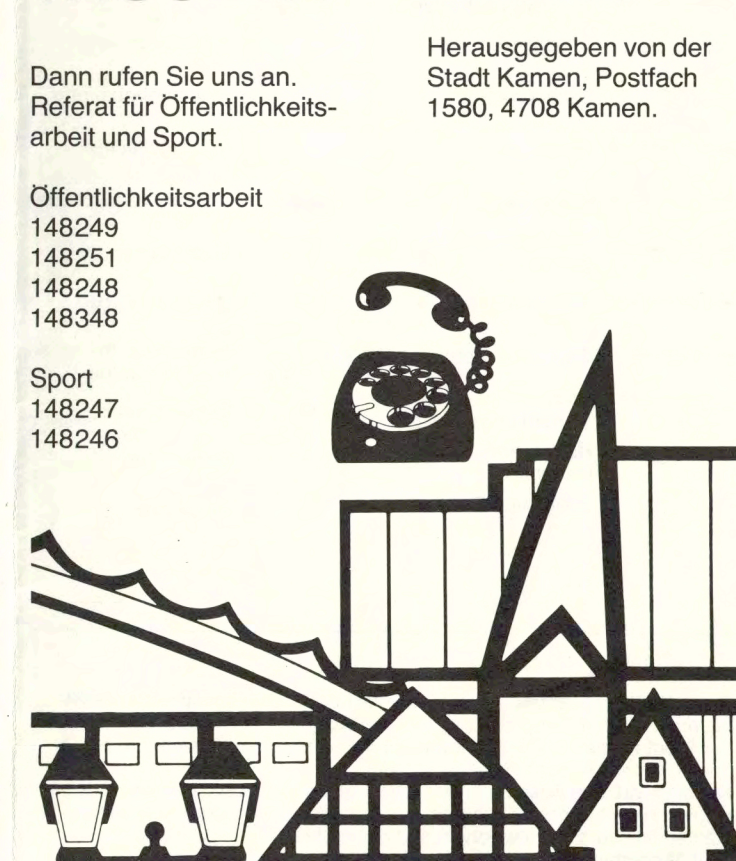 Dann rufen Sie uns an.
Referat für Öffentlichkeits-
arbeit und Sport.
Öffentlichkeitsarbeit
148249
148251
148248
148348
Sport
148247
148246
Herausgegeben von der
Stadt Kamen, Postfach
1580, 4708 Kamen.